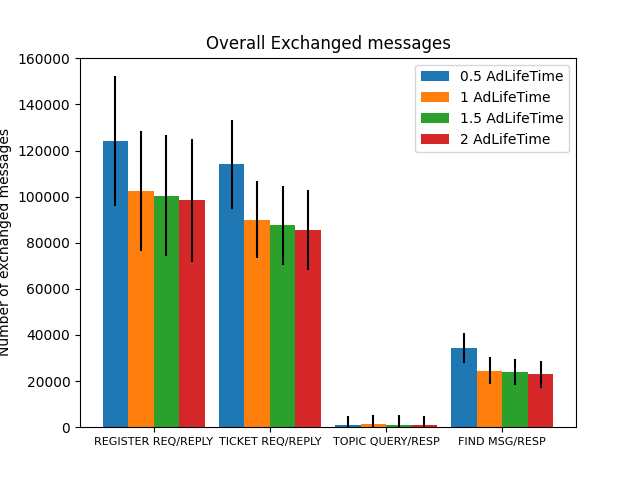 Overall Exchanged messages
160000
140000
120000
100000
80000
60000
40000
20000
0
Number of exchanged messages
0.5 AdLifeTime
1 AdLifeTime
1.5 AdLifeTime
2 AdLifeTime
REGISTER REQ/REPLY TICKET REQ/REPLY TOPIC QUERY/RESP FIND MSG/RESP